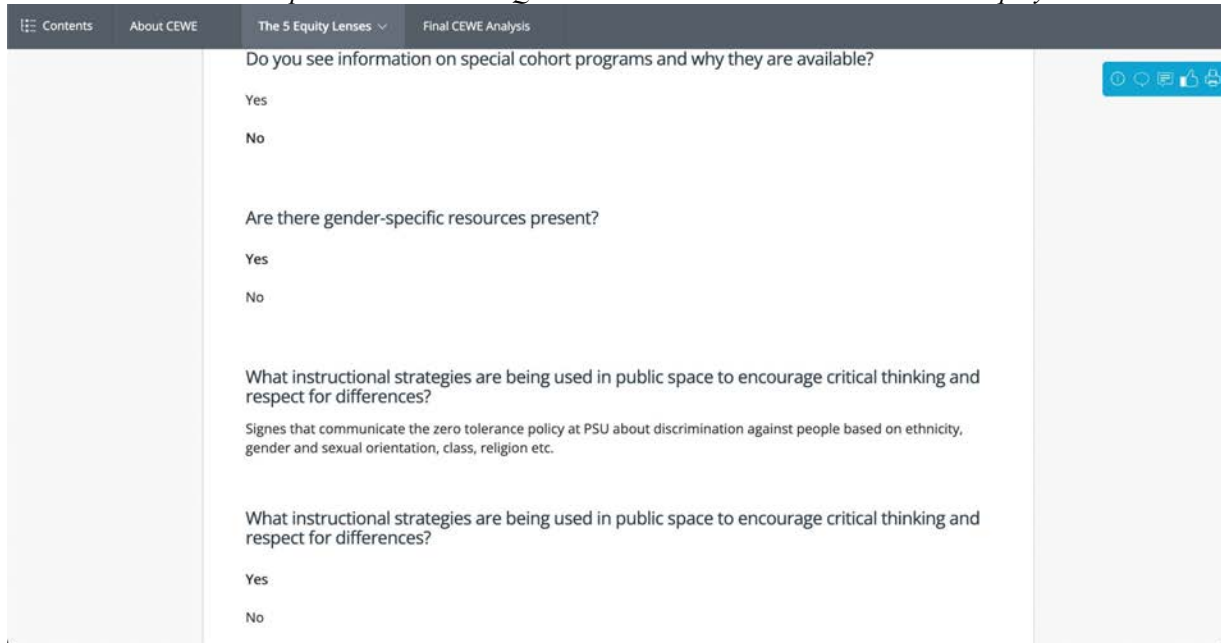 Contents About CEWE The 5 Equity Lenses Final CEWE Analysis
Do you see information on special cohort programs and why they are available?
Yes
No
Are there gender-specific resources present?
Yes
No
What instructional strategies are being used in public space to encourage critical thinking and
respect for differences?
Signes that communicate the zero tolerance policy at PSU about discrimination against people based on ethnicity,
gender and sexual orientation, class, religion etc.
What instructional strategies are being used in public space to encourage critical thinking and
respect for differences?
Yes
No